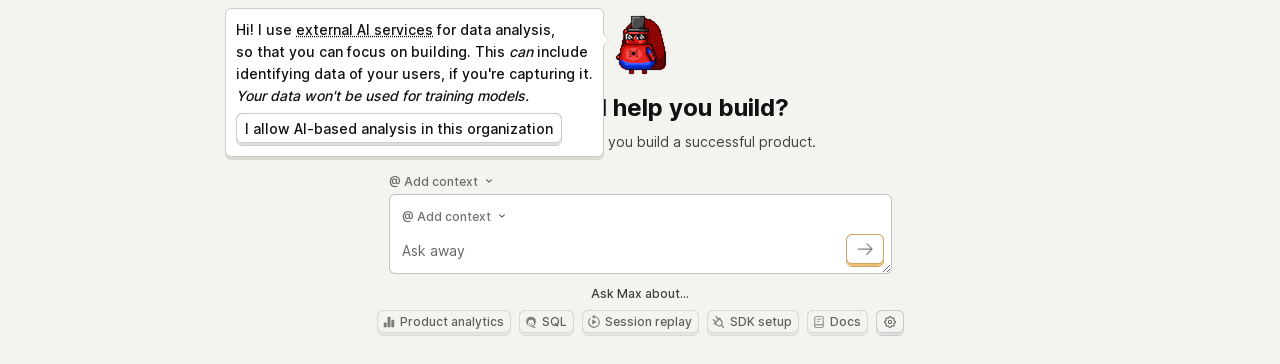 Hi! I use external AI services for data analysis,
so that you can focus on building. This can include
identifying data of your users, if you're capturing it.
Your data won't be used for training models.
I allow AI-based analysis in this organization
help you build?
you build a successful product.
@ Add context
@ Add context
Ask away
Ask Max about...
Product analytics
SQL
Session replay
SDK setup
Docs